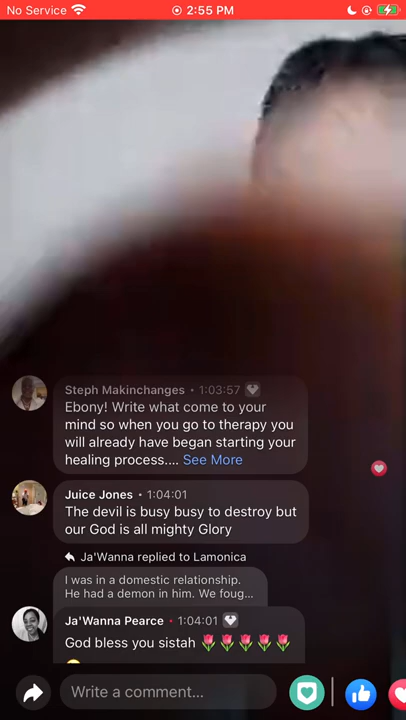 No Service 2:55 PM
Steph Makinchanges • 1:03:57
Ebony! Write what come to your
mind so when you go to therapy you
will already have began starting your
healing process.... See More
Juice Jones • 1:04:01
The devil is busy busy to destroy but
our God is all mighty Glory
Ja'Wanna replied to Lamonica
I was in a domestic relationship.
He had a demon in him. We foug...
Ja'Wanna Pearce • 1:04:01
God bless you sistah 🌷🌷🌷🌷🌷
Write a comment...